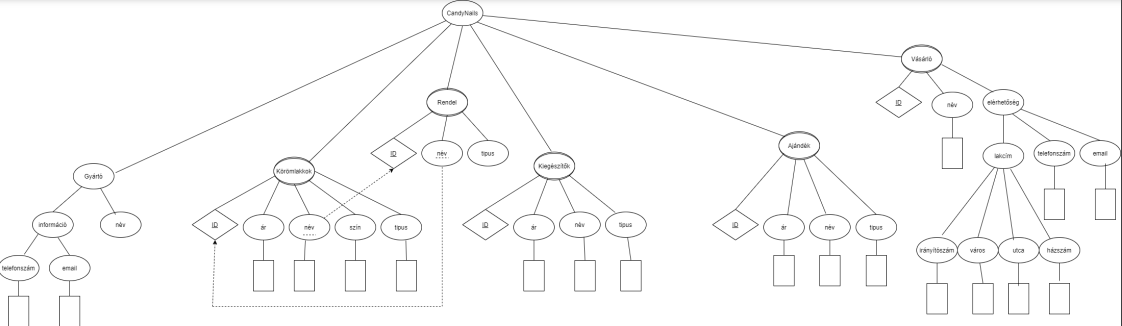 CandyNails
Vásárló
Rendel
ID
név
elérhetőség
Ajándék
ID
név
tipus
lakcím
telefonszám
email
Kiegészítők
Körömlakkok
Gyártó
információ
név
ID
ár
név
szín
tipus
ID
ár
név
tipus
ID
ár
név
tipus
irányítószám
város
utca
házszám
telefonszám
email